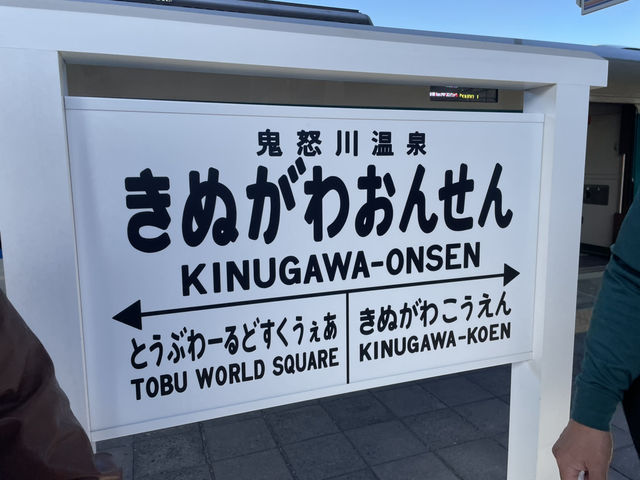 鬼怒川温泉
きぬがわおんせん
KINUGAWA-ONSEN
とうぶわーるどすくうぇあ
TOBU WORLD SQUARE
きぬがわこうえん
KINUGAWA-KOEN